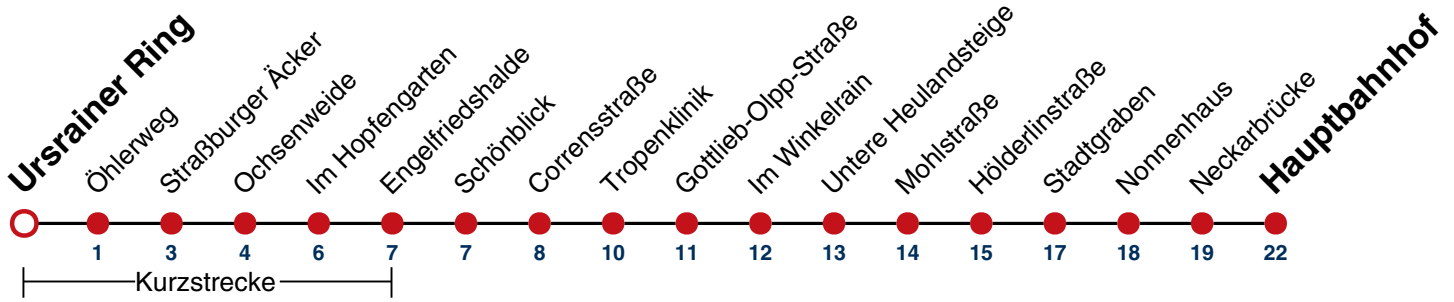 Ursrainer Ring
Öhlerweg
Straßburger Äcker
Ochsenweide
Im Hopfengarten
Engelfriedshalde
Schönblick
Corrensstraße
Tropenklinik
Gottlieb-Olpp-Straße
Im Winkelrain
Untere Heulandsteige
Mohlstraße
Hölderlinstraße
Stadtgraben
Nonnenhaus
Neckarbrücke
Hauptbahnhof
1 3 4 6 7 7 8 10 11 12 13 14 15 17 18 19 22
Kurzstrecke